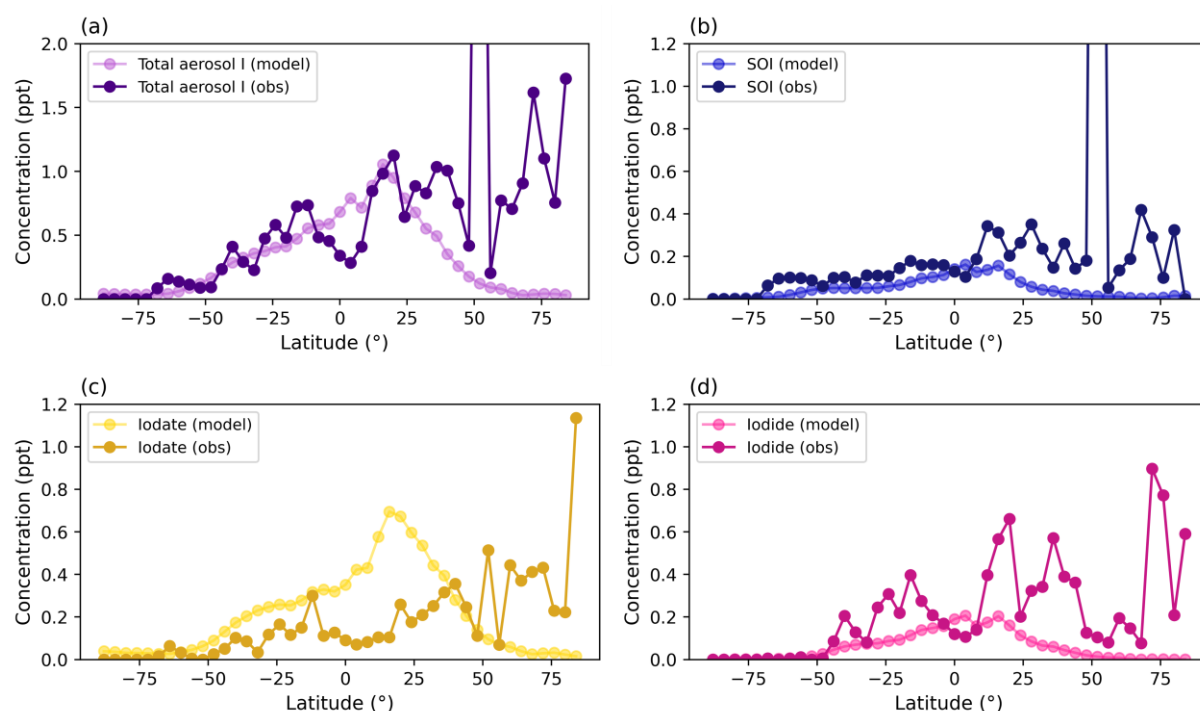 (a)
Total aerosol I (model)
Total aerosol I (obs)
Concentration (ppt)
2.0
1.5
1.0
0.5
0.0
−75 −50 −25 0 25 50 75
Latitude (°)
(b)
SOI (model)
SOI (obs)
Concentration (ppt)
1.2
1.0
0.8
0.6
0.4
0.2
0.0
−75 −50 −25 0 25 50 75
Latitude (°)
(c)
Iodate (model)
Iodate (obs)
Concentration (ppt)
1.2
1.0
0.8
0.6
0.4
0.2
0.0
−75 −50 −25 0 25 50 75
Latitude (°)
(d)
Iodide (model)
Iodide (obs)
Concentration (ppt)
1.2
1.0
0.8
0.6
0.4
0.2
0.0
−75 −50 −25 0 25 50 75
Latitude (°)